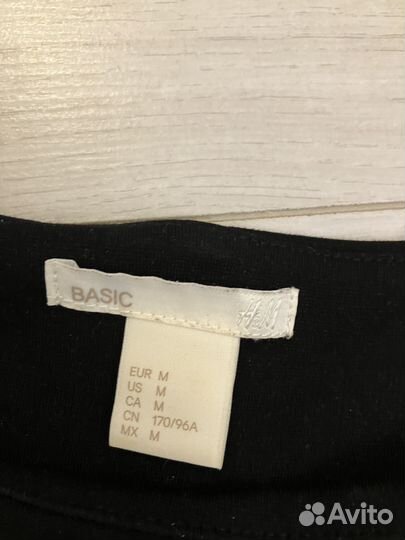 BASIC
H&M
EUR M
US M
CA M
CN 170/96A
MX M
Avito